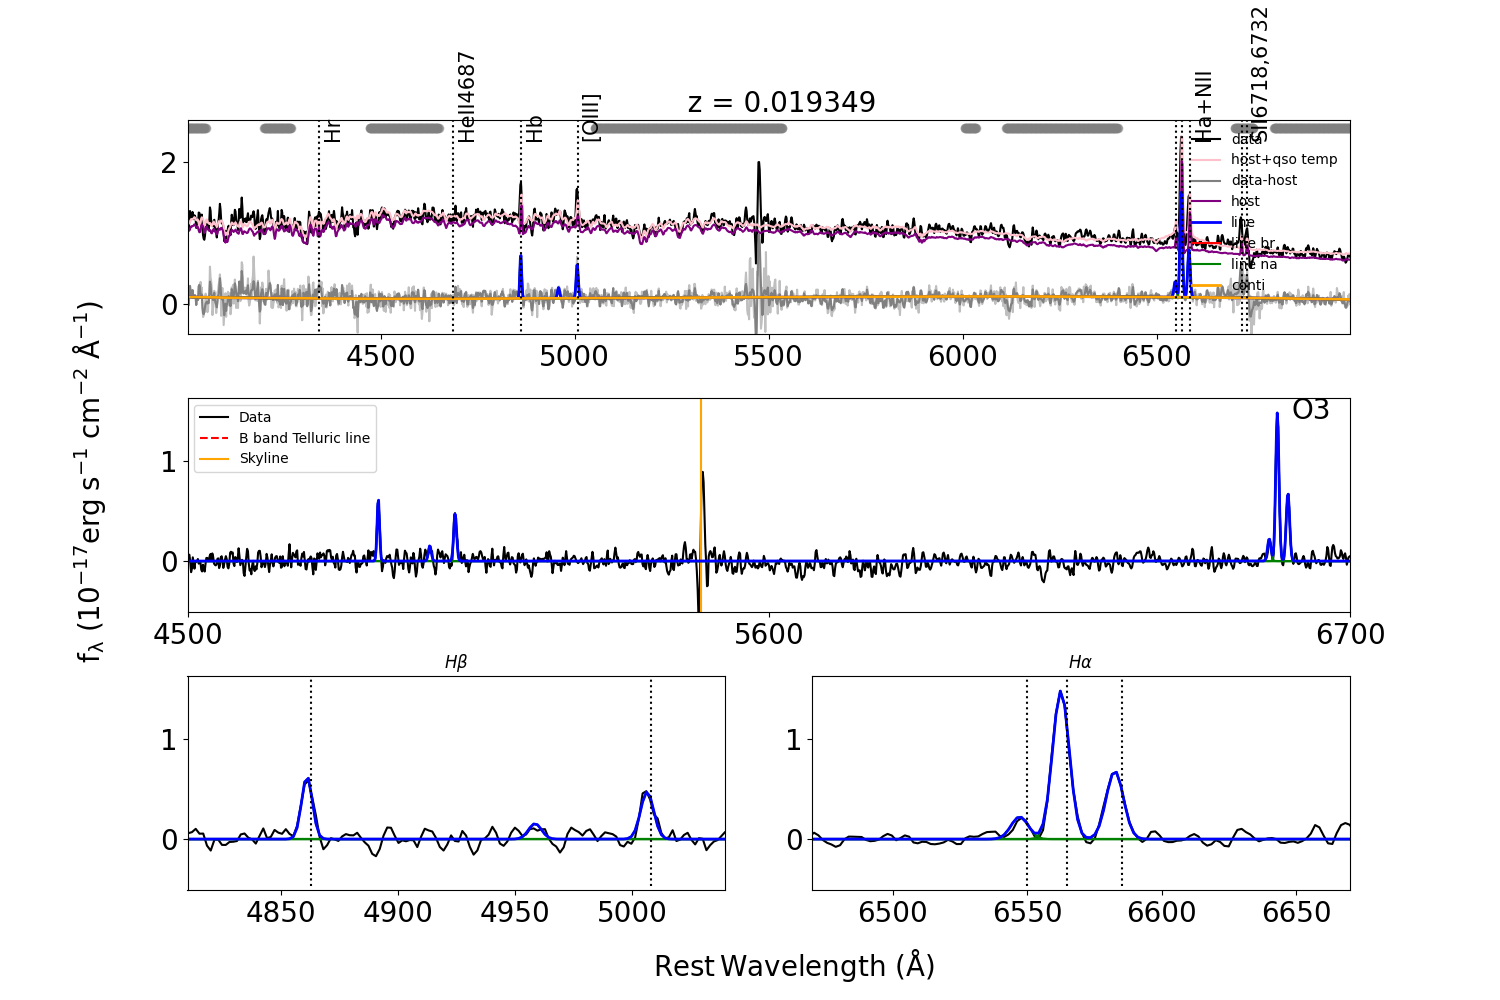 z = 0.019349
Hr
HeII4687
Hb
[OIII]
Ha+NII
SII6718,6732
data
host+qso temp
data-host
host
line
line br
line na
conti
2
0
4500
5000
5500
6000
6500
fλ (10⁻¹⁷erg s⁻¹ cm⁻² Å⁻¹)
O3
Data
B band Telluric line
Skyline
1
0
4500
5600
6700
Hβ
1
0
4850
4900
4950
5000
Hα
1
0
6500
6550
6600
6650
Rest Wavelength (Å)